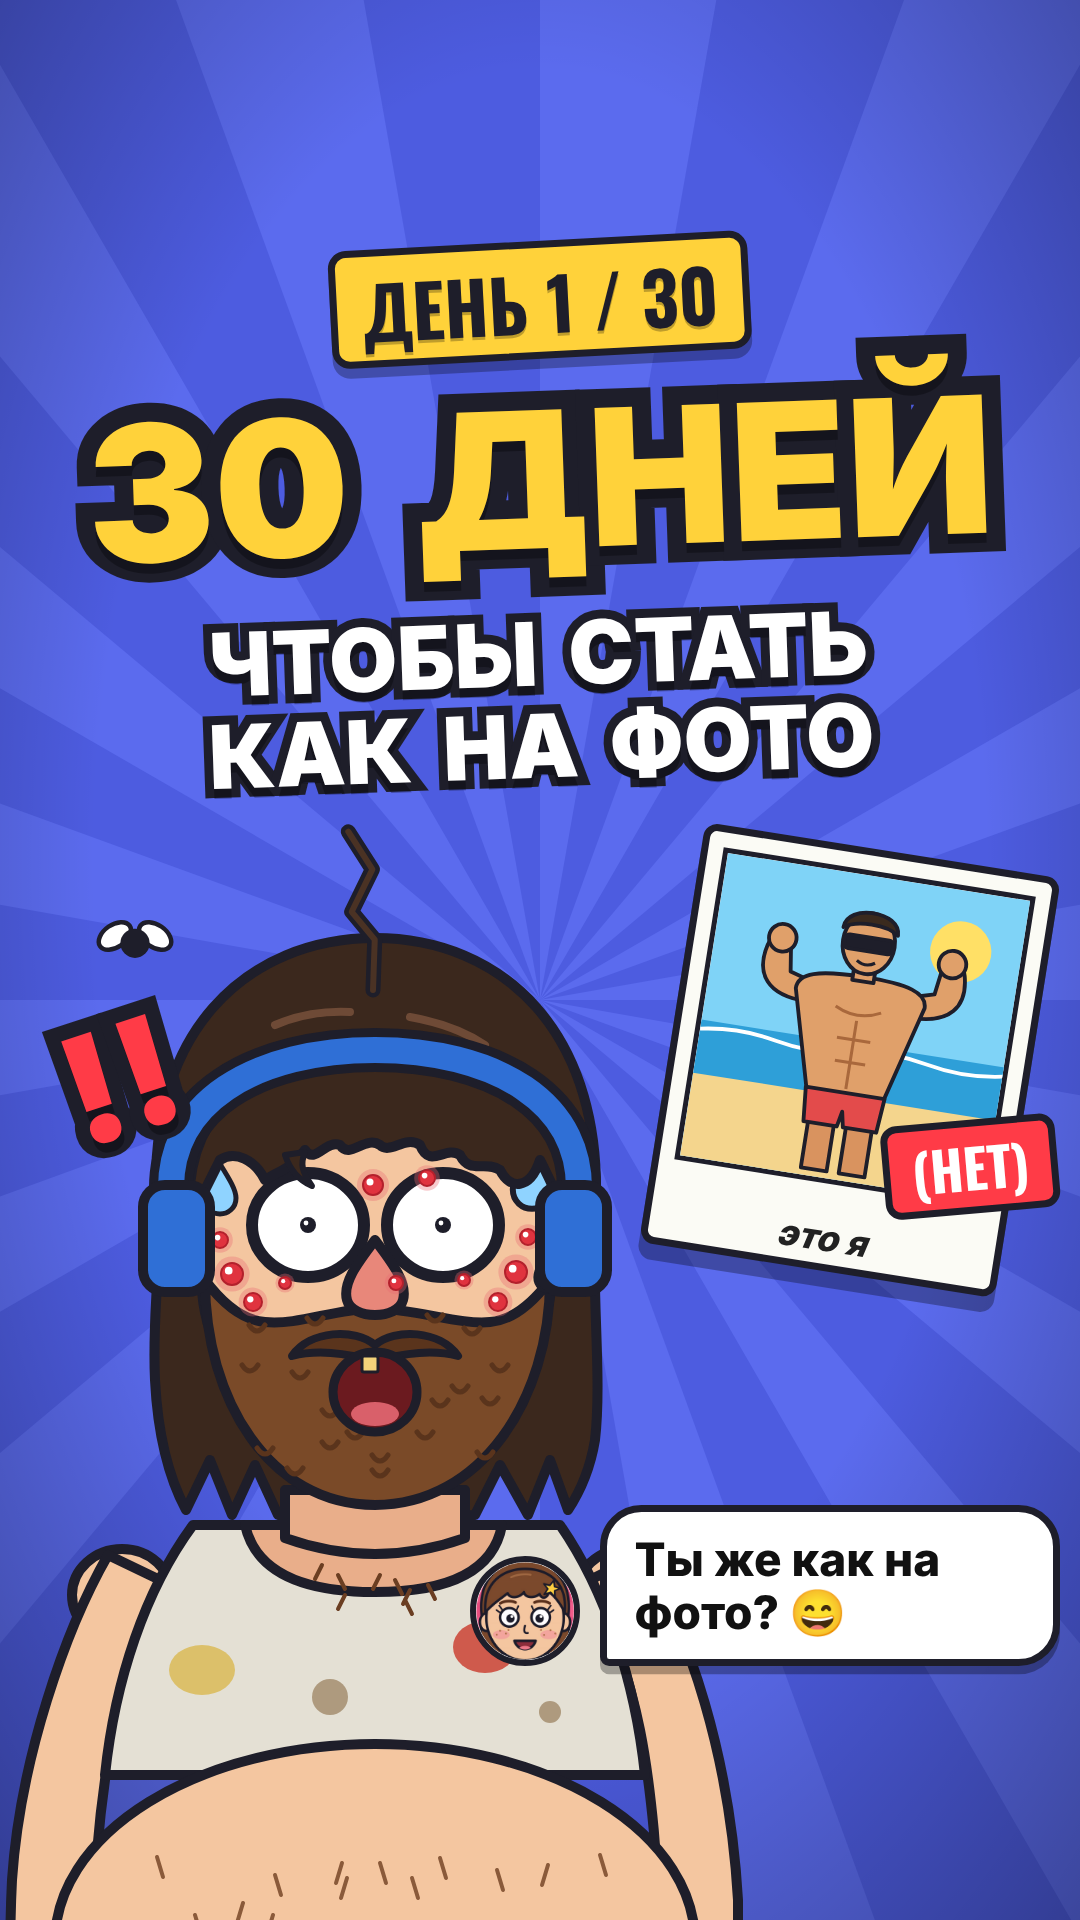 ДЕНЬ 1 / 30
30 ДНЕЙ
ЧТОБЫ СТАТЬ
КАК НА ФОТО
!!
(НЕТ)
это я
Ты же как на
фото? 😄